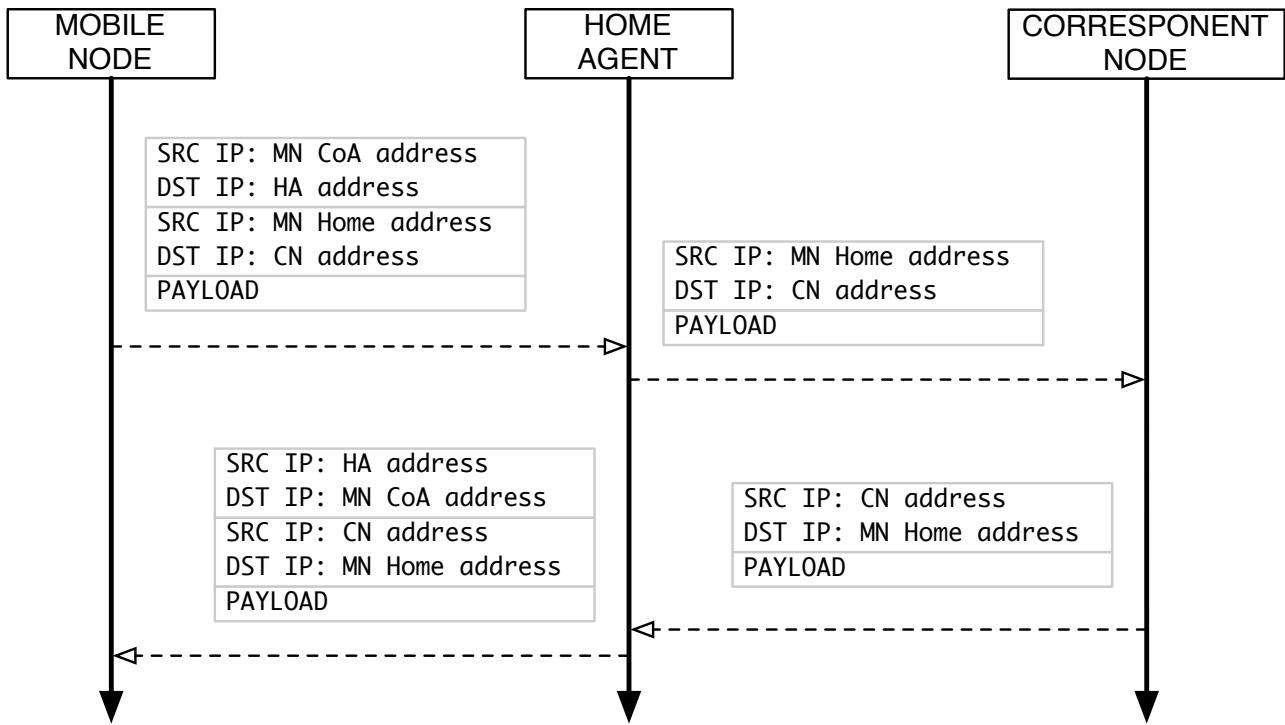 MOBILE
NODE
HOME
AGENT
CORRESPONENT
NODE
SRC IP: MN CoA address
DST IP: HA address
SRC IP: MN Home address
DST IP: CN address
PAYLOAD
SRC IP: MN Home address
DST IP: CN address
PAYLOAD
SRC IP: HA address
DST IP: MN CoA address
SRC IP: CN address
DST IP: MN Home address
PAYLOAD
SRC IP: CN address
DST IP: MN Home address
PAYLOAD